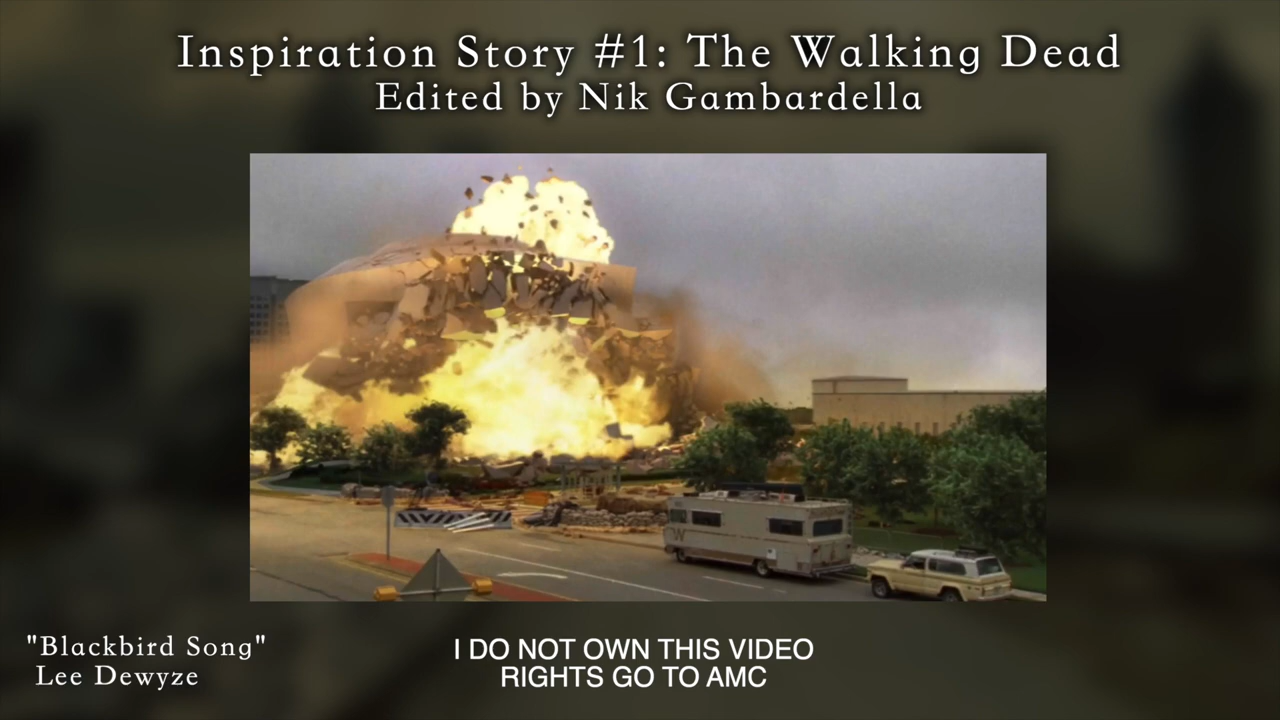 Inspiration Story #1: The Walking Dead
Edited by Nik Gambardella
W
"Blackbird Song"
Lee Dewyze
I DO NOT OWN THIS VIDEO
RIGHTS GO TO AMC